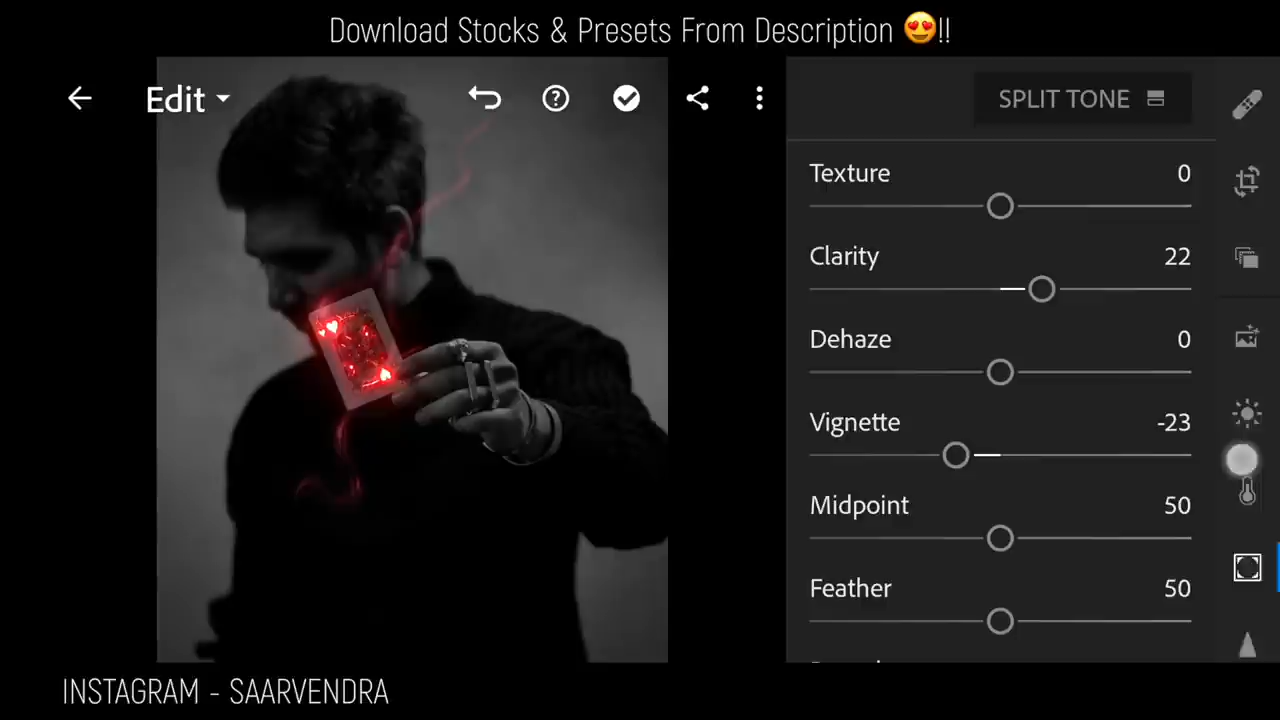 Download Stocks & Presets From Description 😍!!
Edit
SPLIT TONE
Texture 0
Clarity 22
Dehaze 0
Vignette -23
Midpoint 50
Feather 50
INSTAGRAM - SAARVENDRA